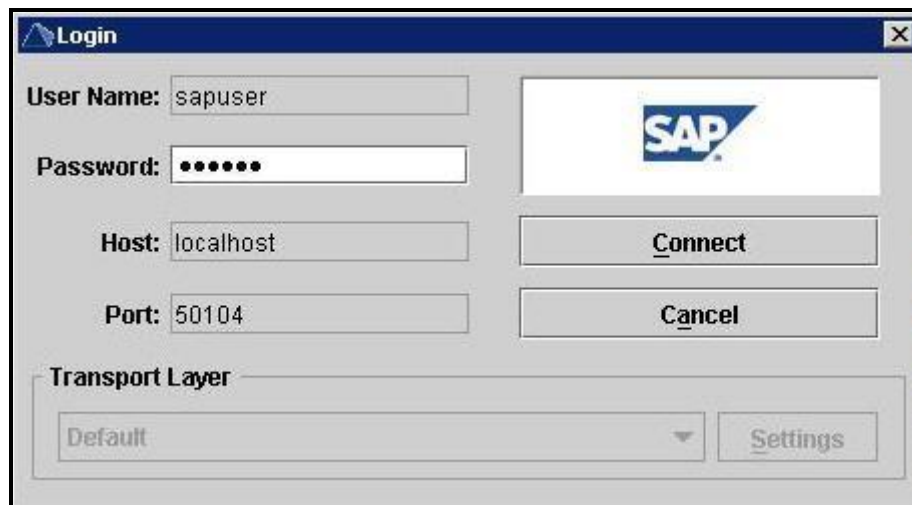 Login
User Name: sapuser
SAP
Password: ••••••
Host: localhost
Connect
Port: 50104
Cancel
Transport Layer
Default
Settings